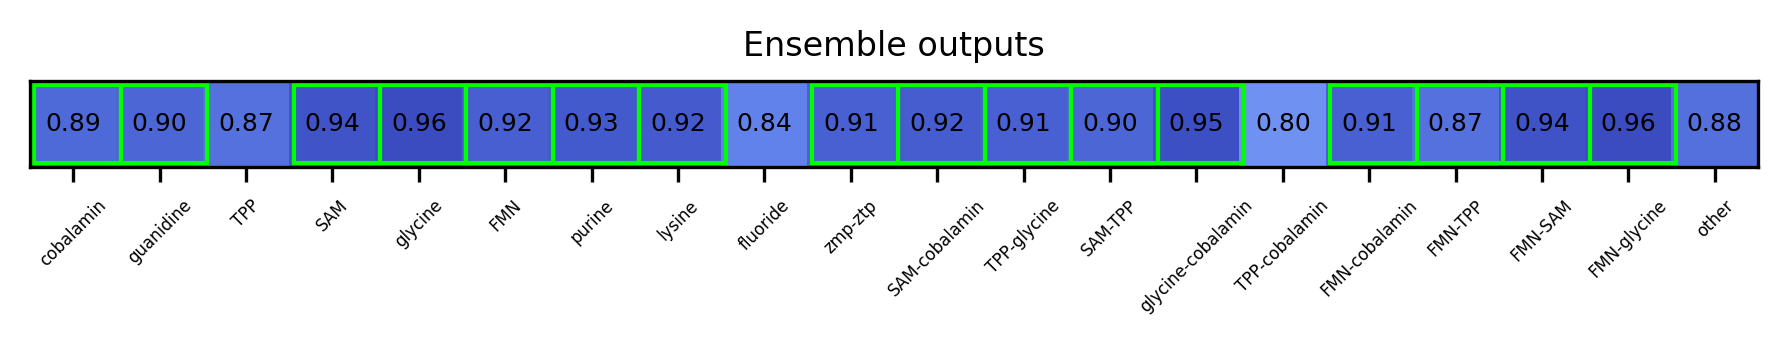 Ensemble outputs
0.89 0.90 0.87 0.94 0.96 0.92 0.93 0.92 0.84 0.91 0.92 0.91 0.90 0.95 0.80 0.91 0.87 0.94 0.96 0.88
cobalamin guanidine TPP SAM glycine FMN purine lysine fluoride zmp-ztp SAM-cobalamin TPP-glycine SAM-TPP glycine-cobalamin TPP-cobalamin FMN-cobalamin FMN-TPP FMN-SAM FMN-glycine other